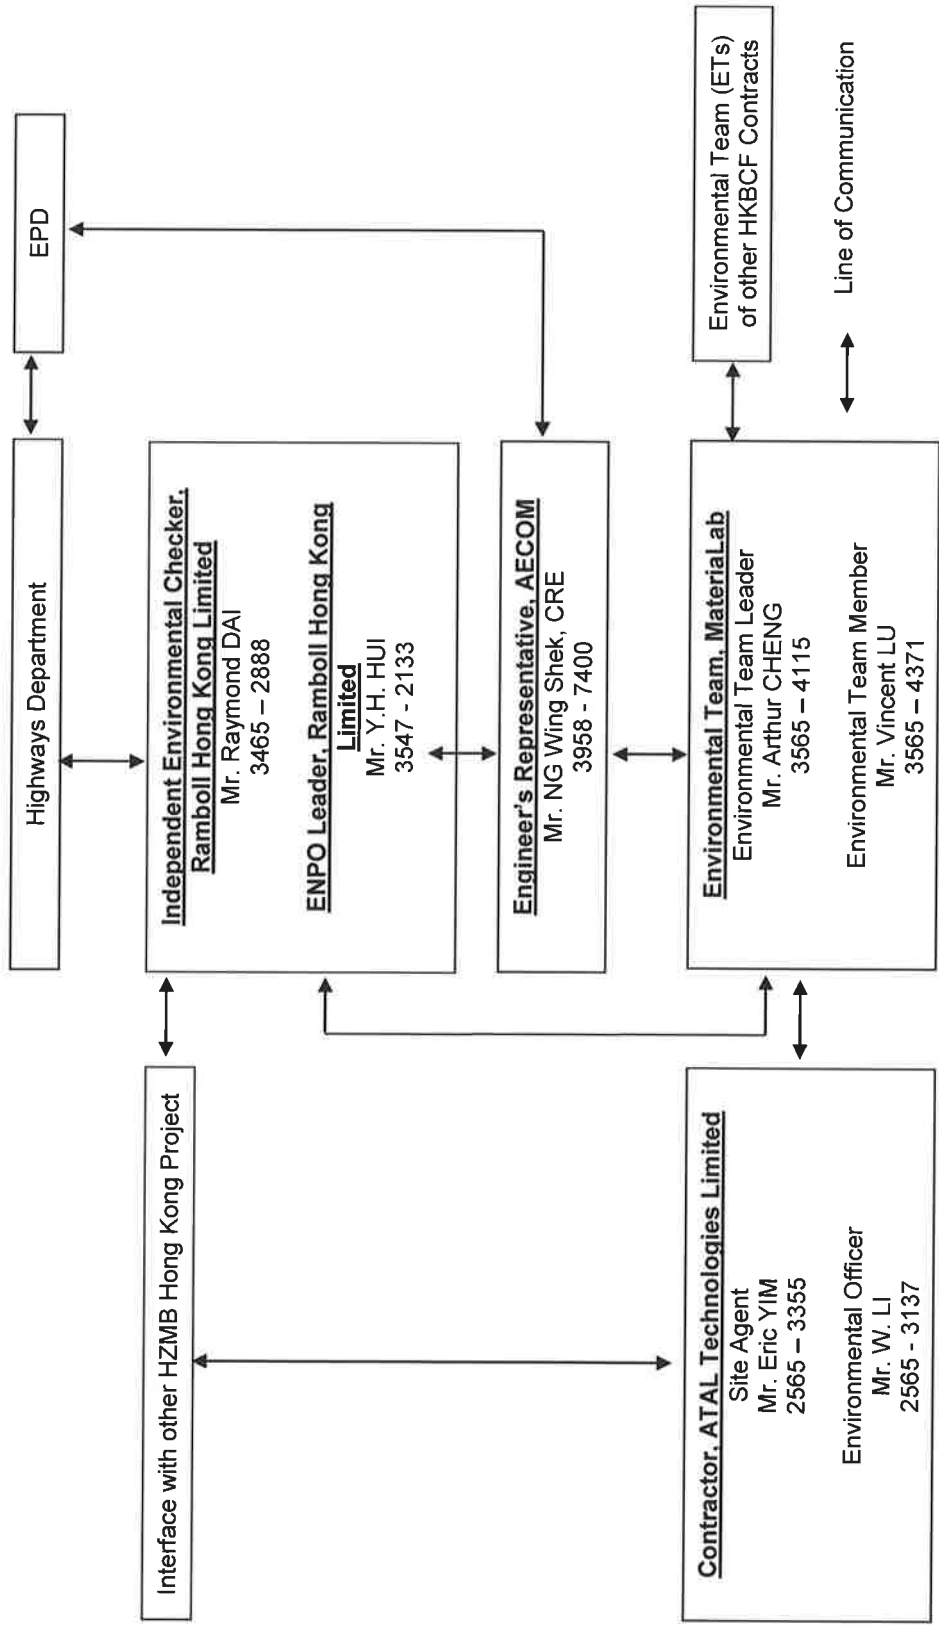 Highways Department
EPD
Interface with other HZMB Hong Kong Project
Independent Environmental Checker,
Ramboll Hong Kong Limited
Mr. Raymond DAI
3465 – 2888
ENPO Leader, Ramboll Hong Kong
Limited
Mr. Y.H. HUI
3547 - 2133
Engineer's Representative, AECOM
Mr. NG Wing Shek, CRE
3958 - 7400
Contractor, ATAL Technologies Limited
Site Agent
Mr. Eric YIM
2565 – 3355
Environmental Officer
Mr. W. LI
2565 - 3137
Environmental Team, MateriaLab
Environmental Team Leader
Mr. Arthur CHENG
3565 – 4115
Environmental Team Member
Mr. Vincent LU
3565 – 4371
Environmental Team (ETs)
of other HKBCF Contracts
Line of Communication